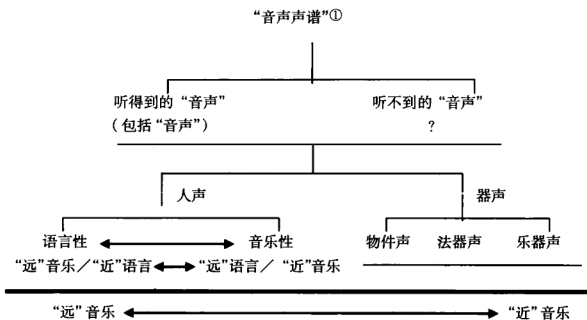 “音声声谱”①
听得到的“音声” 听不到的“音声”
（包括“音声”） ？
人声 器声
语言性 音乐性 物件声 法器声 乐器声
“远”音乐／“近”语言 “远”语言／“近”音乐
“远”音乐 “近”音乐